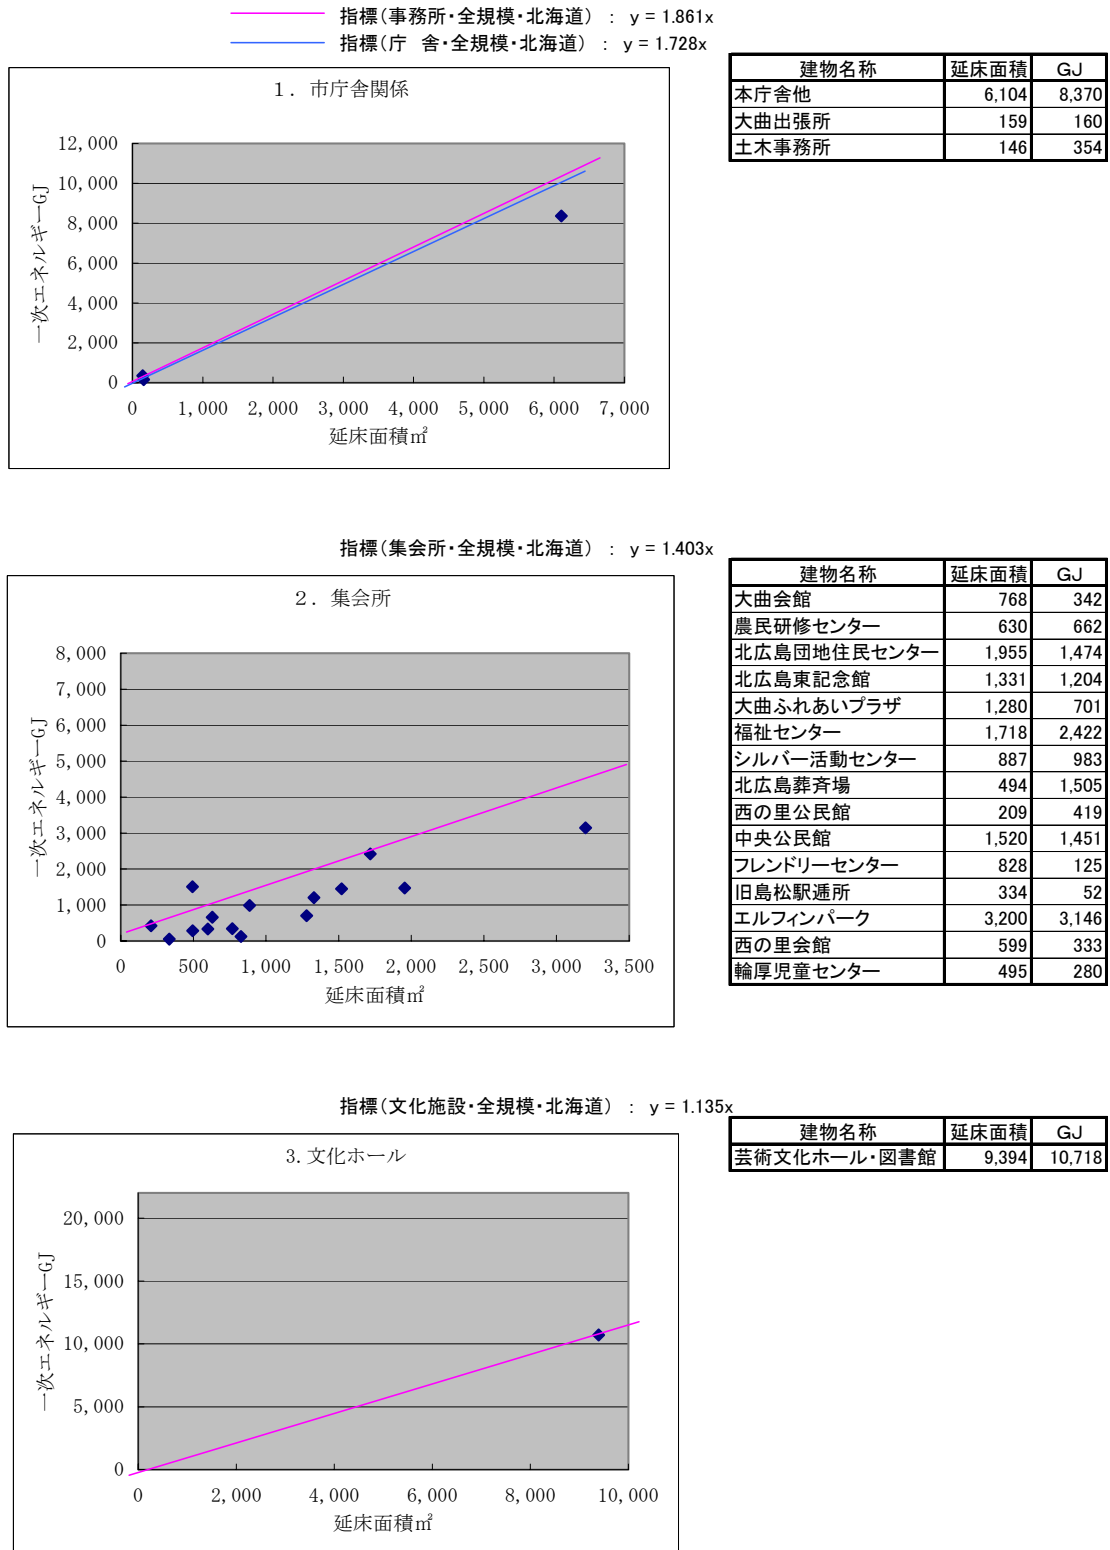 指標(事務所・全規模・北海道) : y = 1.861x
指標(庁 舎・全規模・北海道) : y = 1.728x
1. 市庁舎関係
12,000
10,000
8,000
6,000
4,000
2,000
0
一次エネルギーGJ
0 1,000 2,000 3,000 4,000 5,000 6,000 7,000
延床面積㎡
建物名称 延床面積 GJ
本庁舎他 6,104 8,370
大曲出張所 159 160
土木事務所 146 354
指標(集会所・全規模・北海道) : y = 1.403x
2. 集会所
8,000
7,000
6,000
5,000
4,000
3,000
2,000
1,000
0
一次エネルギーGJ
0 500 1,000 1,500 2,000 2,500 3,000 3,500
延床面積㎡
建物名称 延床面積 GJ
大曲会館 768 342
農民研修センター 630 662
北広島団地住民センター 1,955 1,474
北広島東記念館 1,331 1,204
大曲ふれあいプラザ 1,280 701
福祉センター 1,718 2,422
シルバー活動センター 887 983
北広島葬斉場 494 1,505
西の里公民館 209 419
中央公民館 1,520 1,451
フレンドリーセンター 828 125
旧島松駅逓所 334 52
エルフィンパーク 3,200 3,146
西の里会館 599 333
輪厚児童センター 495 280
指標(文化施設・全規模・北海道) : y = 1.135x
3.文化ホール
20,000
15,000
10,000
5,000
0
一次エネルギーGJ
0 2,000 4,000 6,000 8,000 10,000
延床面積㎡
建物名称 延床面積 GJ
芸術文化ホール・図書館 9,394 10,718